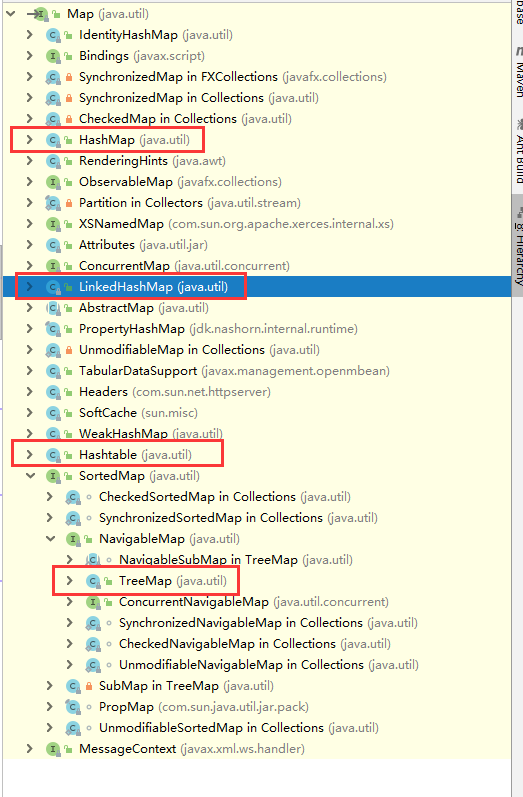 Map (java.util)
IdentityHashMap (java.util)
Bindings (javax.script)
SynchronizedMap in FXCollections (javafx.collections)
SynchronizedMap in Collections (java.util)
CheckedMap in Collections (java.util)
HashMap (java.util)
RenderingHints (java.awt)
ObservableMap (javafx.collections)
Partition in Collectors (java.util.stream)
XSNamedMap (com.sun.org.apache.xerces.internal.xs)
Attributes (java.util.jar)
ConcurrentMap (java.util.concurrent)
LinkedHashMap (java.util)
AbstractMap (java.util)
PropertyHashMap (jdk.nashorn.internal.runtime)
UnmodifiableMap in Collections (java.util)
TabularDataSupport (javax.management.openmbean)
Headers (com.sun.net.httpserver)
SoftCache (sun.misc)
WeakHashMap (java.util)
Hashtable (java.util)
SortedMap (java.util)
CheckedSortedMap in Collections (java.util)
SynchronizedSortedMap in Collections (java.util)
NavigableMap (java.util)
NavigableSubMap in TreeMap (java.util)
TreeMap (java.util)
ConcurrentNavigableMap (java.util.concurrent)
SynchronizedNavigableMap in Collections (java.util)
CheckedNavigableMap in Collections (java.util)
UnmodifiableNavigableMap in Collections (java.util)
SubMap in TreeMap (java.util)
PropMap (com.sun.java.util.jar.pack)
UnmodifiableSortedMap in Collections (java.util)
MessageContext (javax.xml.ws.handler)
Maven
Ant Build
Hierarchy